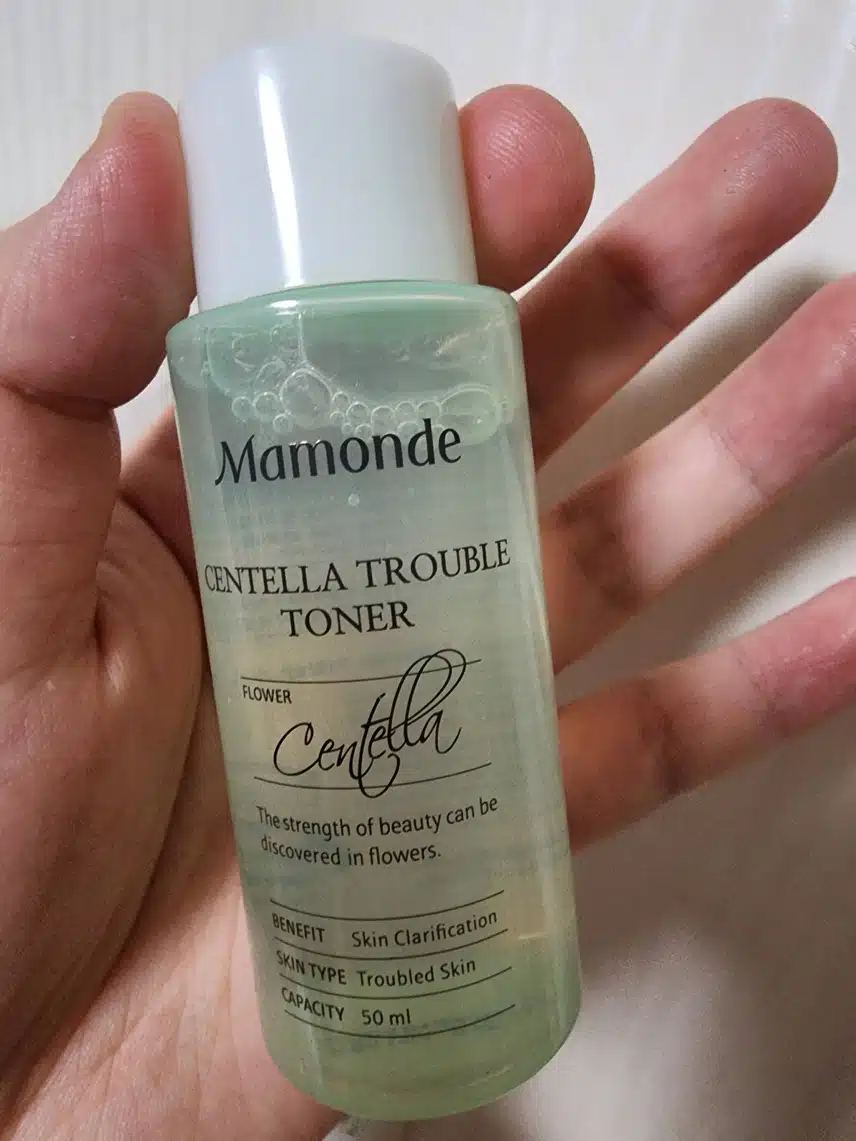 Mamonde
CENTELLA TROUBLE
TONER
FLOWER
Centella
The strength of beauty can be
discovered in flowers.
BENEFIT Skin Clarification
SKIN TYPE Troubled Skin
CAPACITY 50 ml